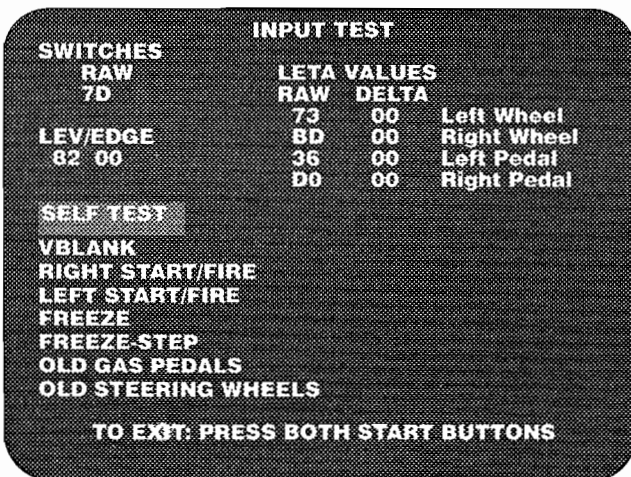 INPUT TEST
SWITCHES
RAW
7D
LEV/EDGE
82 00
LETA VALUES
RAW DELTA
73 00 Left Wheel
BD 00 Right Wheel
36 00 Left Pedal
D0 00 Right Pedal
SELF TEST
VBLANK
RIGHT START/FIRE
LEFT START/FIRE
FREEZE
FREEZE-STEP
OLD GAS PEDALS
OLD STEERING WHEELS
TO EXIT: PRESS BOTH START BUTTONS